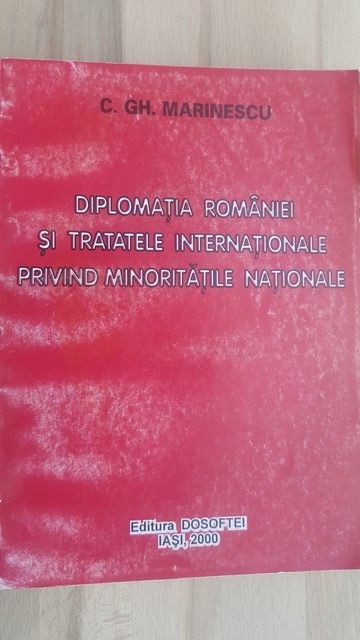 C. GH. MARINESCU
DIPLOMAȚIA ROMÂNIEI
ȘI TRATATELE INTERNAȚIONALE
PRIVIND MINORITĂȚILE NAȚIONALE
Editura DOSOFTEI
IAȘI, 2000